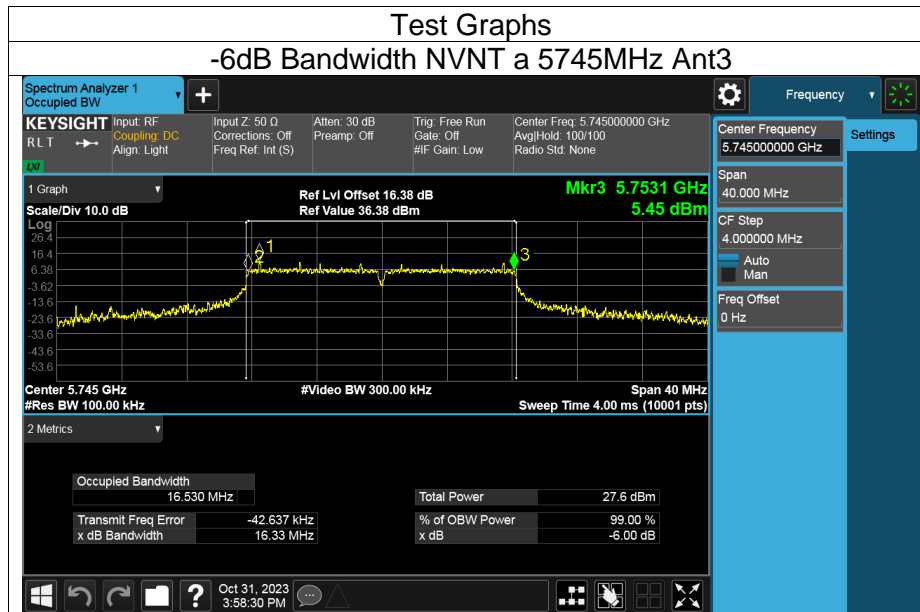 Test Graphs
-6dB Bandwidth NVNT a 5745MHz Ant3
Spectrum Analyzer 1
Occupied BW
+
Frequency
KEYSIGHT
R L T
LXI
Input: RF
Coupling: DC
Align: Light
Input Z: 50 Ω
Corrections: Off
Freq Ref: Int (S)
Atten: 30 dB
Preamp: Off
Trig: Free Run
Gate: Off
#IF Gain: Low
Center Freq: 5.745000000 GHz
Avg|Hold: 100/100
Radio Std: None
Center Frequency
5.745000000 GHz
Settings
Span
40.000 MHz
CF Step
4.000000 MHz
Auto
Man
Freq Offset
0 Hz
1 Graph
Scale/Div 10.0 dB
Ref Lvl Offset 16.38 dB
Ref Value 36.38 dBm
Mkr3 5.7531 GHz
5.45 dBm
Log
26.4
16.4
6.38
-3.62
-13.6
-23.6
-33.6
-43.6
-53.6
1
2
3
Center 5.745 GHz
#Video BW 300.00 kHz
Span 40 MHz
#Res BW 100.00 kHz
Sweep Time 4.00 ms (10001 pts)
2 Metrics
Occupied Bandwidth
16.530 MHz
Total Power 27.6 dBm
Transmit Freq Error -42.637 kHz
% of OBW Power 99.00 %
x dB Bandwidth 16.33 MHz
x dB -6.00 dB
?
Oct 31, 2023
3:58:30 PM